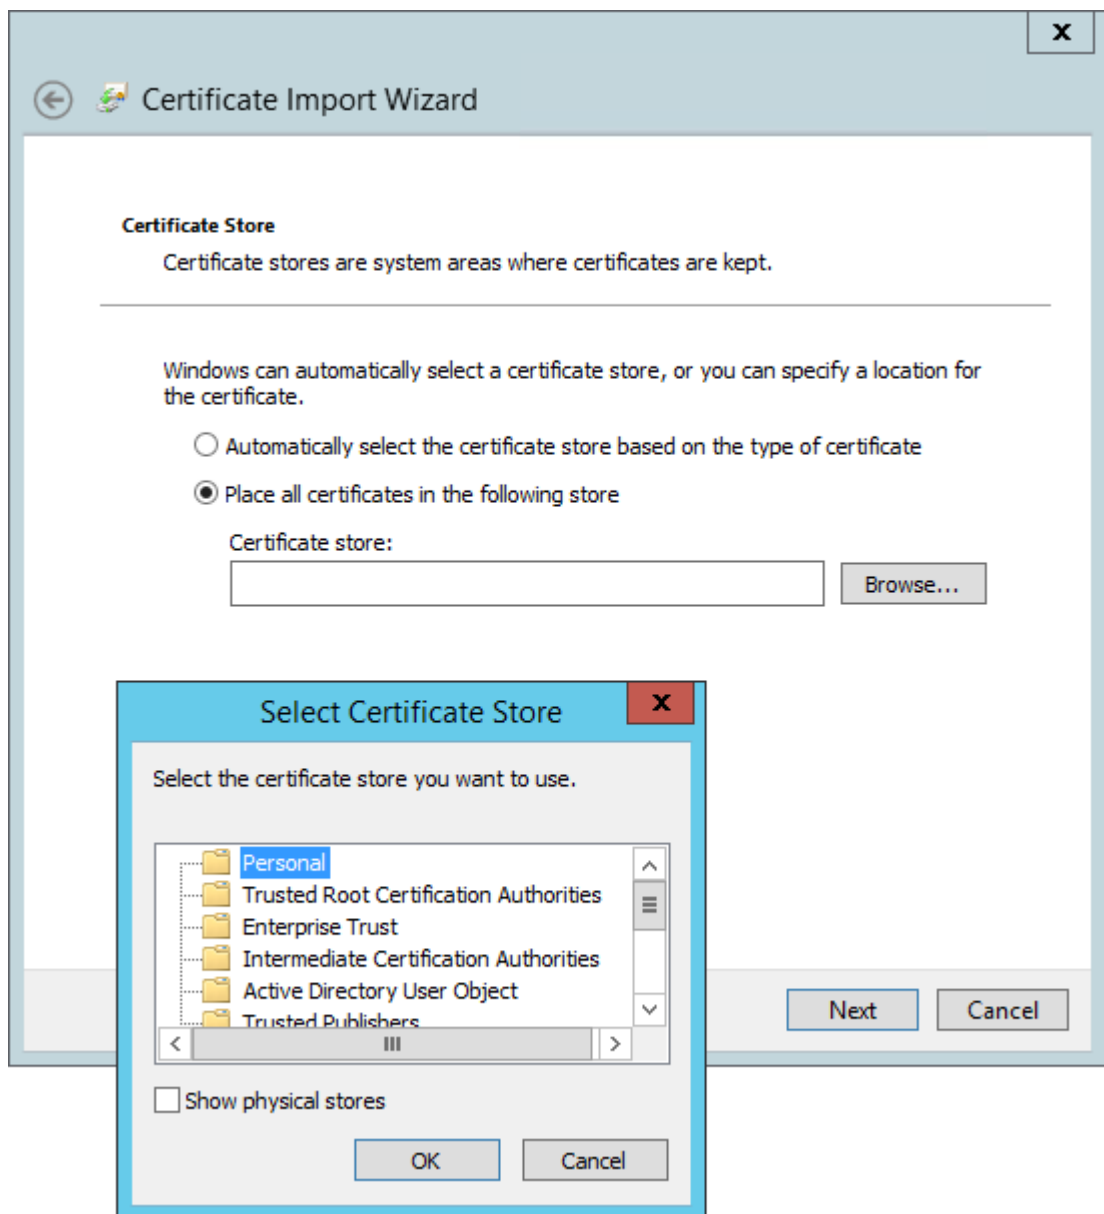 x
Certificate Import Wizard
Certificate Store
Certificate stores are system areas where certificates are kept.
Windows can automatically select a certificate store, or you can specify a location for
the certificate.
Automatically select the certificate store based on the type of certificate
Place all certificates in the following store
Certificate store:
Browse...
Select Certificate Store
x
Select the certificate store you want to use.
Personal
Trusted Root Certification Authorities
Enterprise Trust
Intermediate Certification Authorities
Active Directory User Object
Trusted Publishers
Show physical stores
OK
Cancel
Next
Cancel